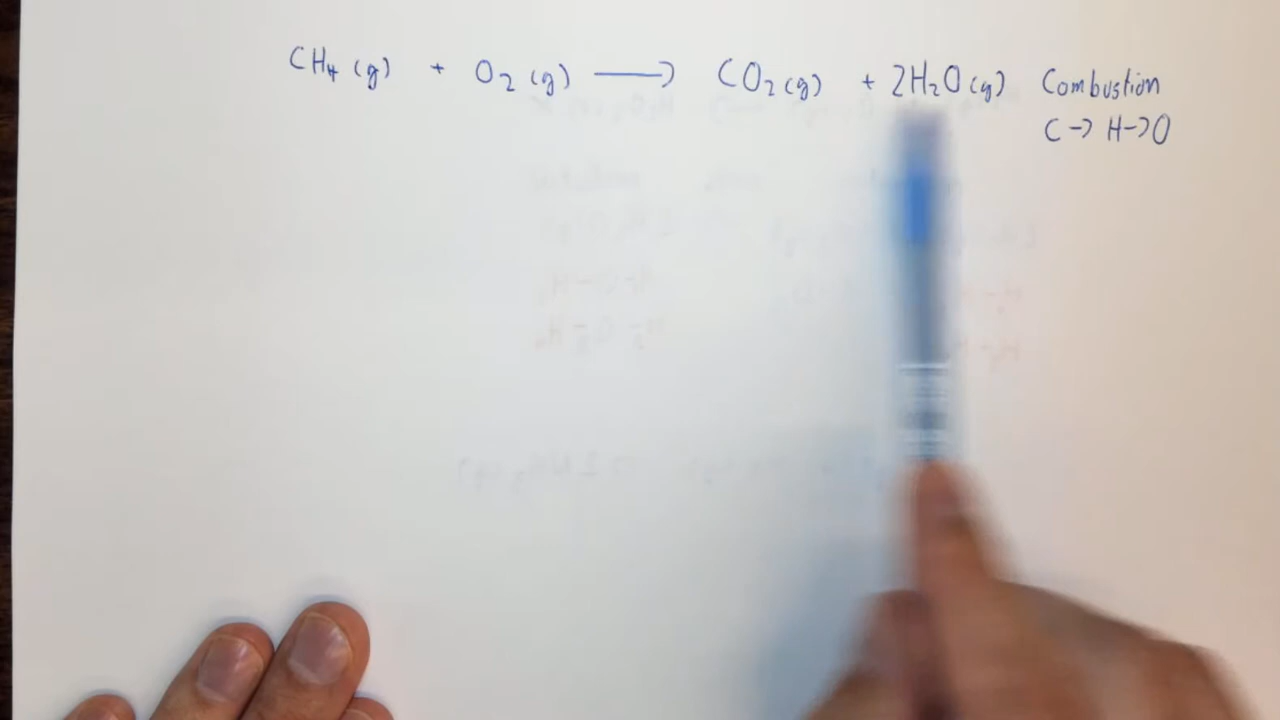 CH₄ (g) + O₂ (g) ⟶ CO₂ (g) + 2H₂O (g) Combustion
C → H → O